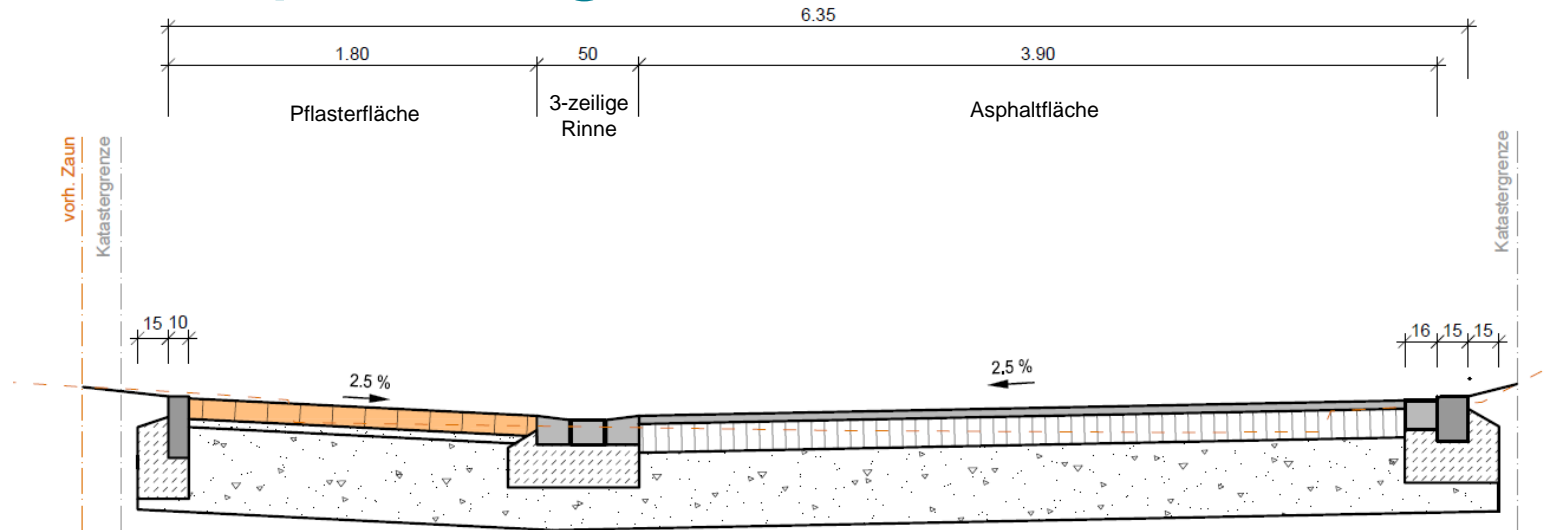 6.35
1.80
50
3.90
Pflasterfläche
3-zeilige
Rinne
Asphaltfläche
vorh. Zaun
Katastergrenze
Katastergrenze
15
10
16
15
15
2.5 %
2.5 %